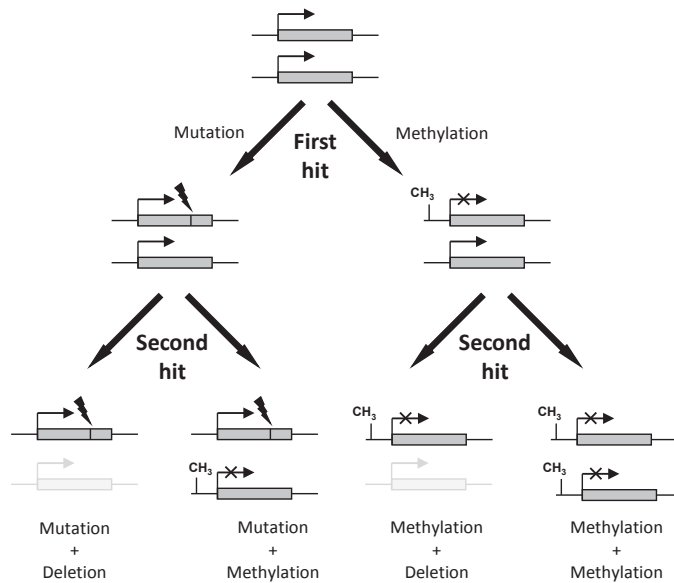 Mutation
Methylation
First
hit
CH3
Second
hit
Second
hit
CH3
CH3
CH3
CH3
Mutation
+
Deletion
Mutation
+
Methylation
Methylation
+
Deletion
Methylation
+
Methylation